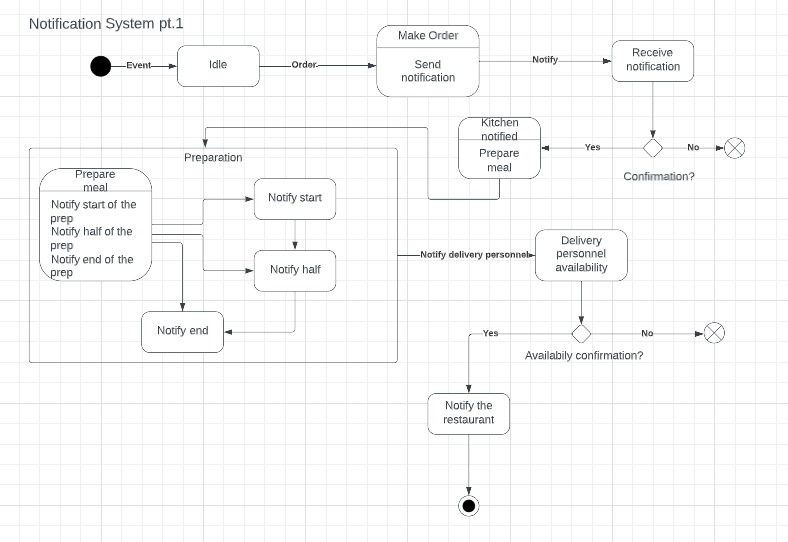 Notification System pt.1
Event
Idle
Order
Make Order
Send
notification
Notify
Receive
notification
Kitchen
notified
Prepare
meal
Yes
No
Confirmation?
Preparation
Prepare
meal
Notify start of the
prep
Notify half of the
prep
Notify end of the
prep
Notify start
Notify half
Notify end
Notify delivery personnel
Delivery
personnel
availability
Yes
No
Availabily confirmation?
Notify the
restaurant